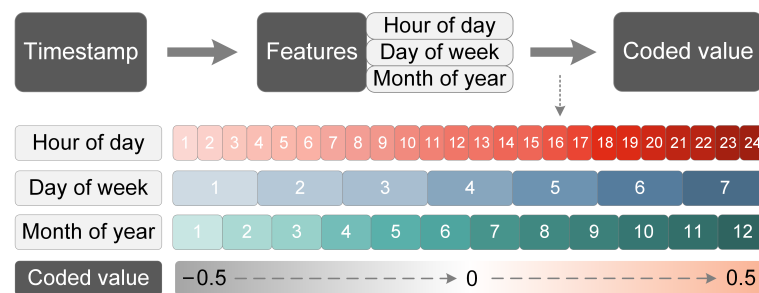 Timestamp
Features
Hour of day
Day of week
Month of year
Coded value
Hour of day 1 2 3 4 5 6 7 8 9 10 11 12 13 14 15 16 17 18 19 20 21 22 23 24
Day of week 1 2 3 4 5 6 7
Month of year 1 2 3 4 5 6 7 8 9 10 11 12
Coded value −0.5 0 0.5